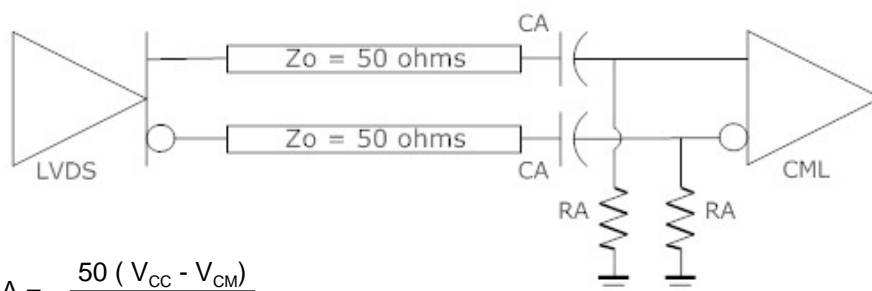 CA
Zo = 50 ohms
Zo = 50 ohms
LVDS
CA
CML
RA
RA
A = 50 ( VCC - VCM)